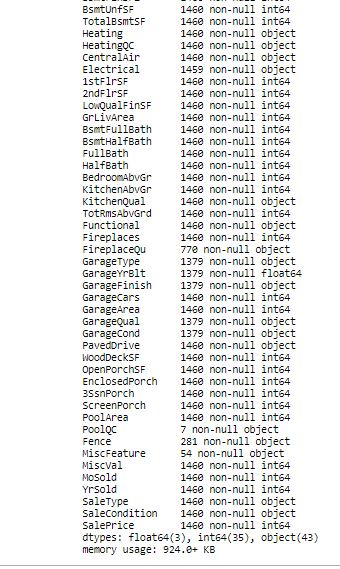 BsmtUnfSF 1460 non-null int64
TotalBsmtSF 1460 non-null int64
Heating 1460 non-null object
HeatingQC 1460 non-null object
CentralAir 1460 non-null object
Electrical 1459 non-null object
1stFlrSF 1460 non-null int64
2ndFlrSF 1460 non-null int64
LowQualFinSF 1460 non-null int64
GrLivArea 1460 non-null int64
BsmtFullBath 1460 non-null int64
BsmtHalfBath 1460 non-null int64
FullBath 1460 non-null int64
HalfBath 1460 non-null int64
BedroomAbvGr 1460 non-null int64
KitchenAbvGr 1460 non-null int64
KitchenQual 1460 non-null object
TotRmsAbvGrd 1460 non-null int64
Functional 1460 non-null object
Fireplaces 1460 non-null int64
FireplaceQu 770 non-null object
GarageType 1379 non-null object
GarageYrBlt 1379 non-null float64
GarageFinish 1379 non-null object
GarageCars 1460 non-null int64
GarageArea 1460 non-null int64
GarageQual 1379 non-null object
GarageCond 1379 non-null object
PavedDrive 1460 non-null object
WoodDeckSF 1460 non-null int64
OpenPorchSF 1460 non-null int64
EnclosedPorch 1460 non-null int64
3SsnPorch 1460 non-null int64
ScreenPorch 1460 non-null int64
PoolArea 1460 non-null int64
PoolQC 7 non-null object
Fence 281 non-null object
MiscFeature 54 non-null object
MiscVal 1460 non-null int64
MoSold 1460 non-null int64
YrSold 1460 non-null int64
SaleType 1460 non-null object
SaleCondition 1460 non-null object
SalePrice 1460 non-null int64
dtypes: float64(3), int64(35), object(43)
memory usage: 924.0+ KB